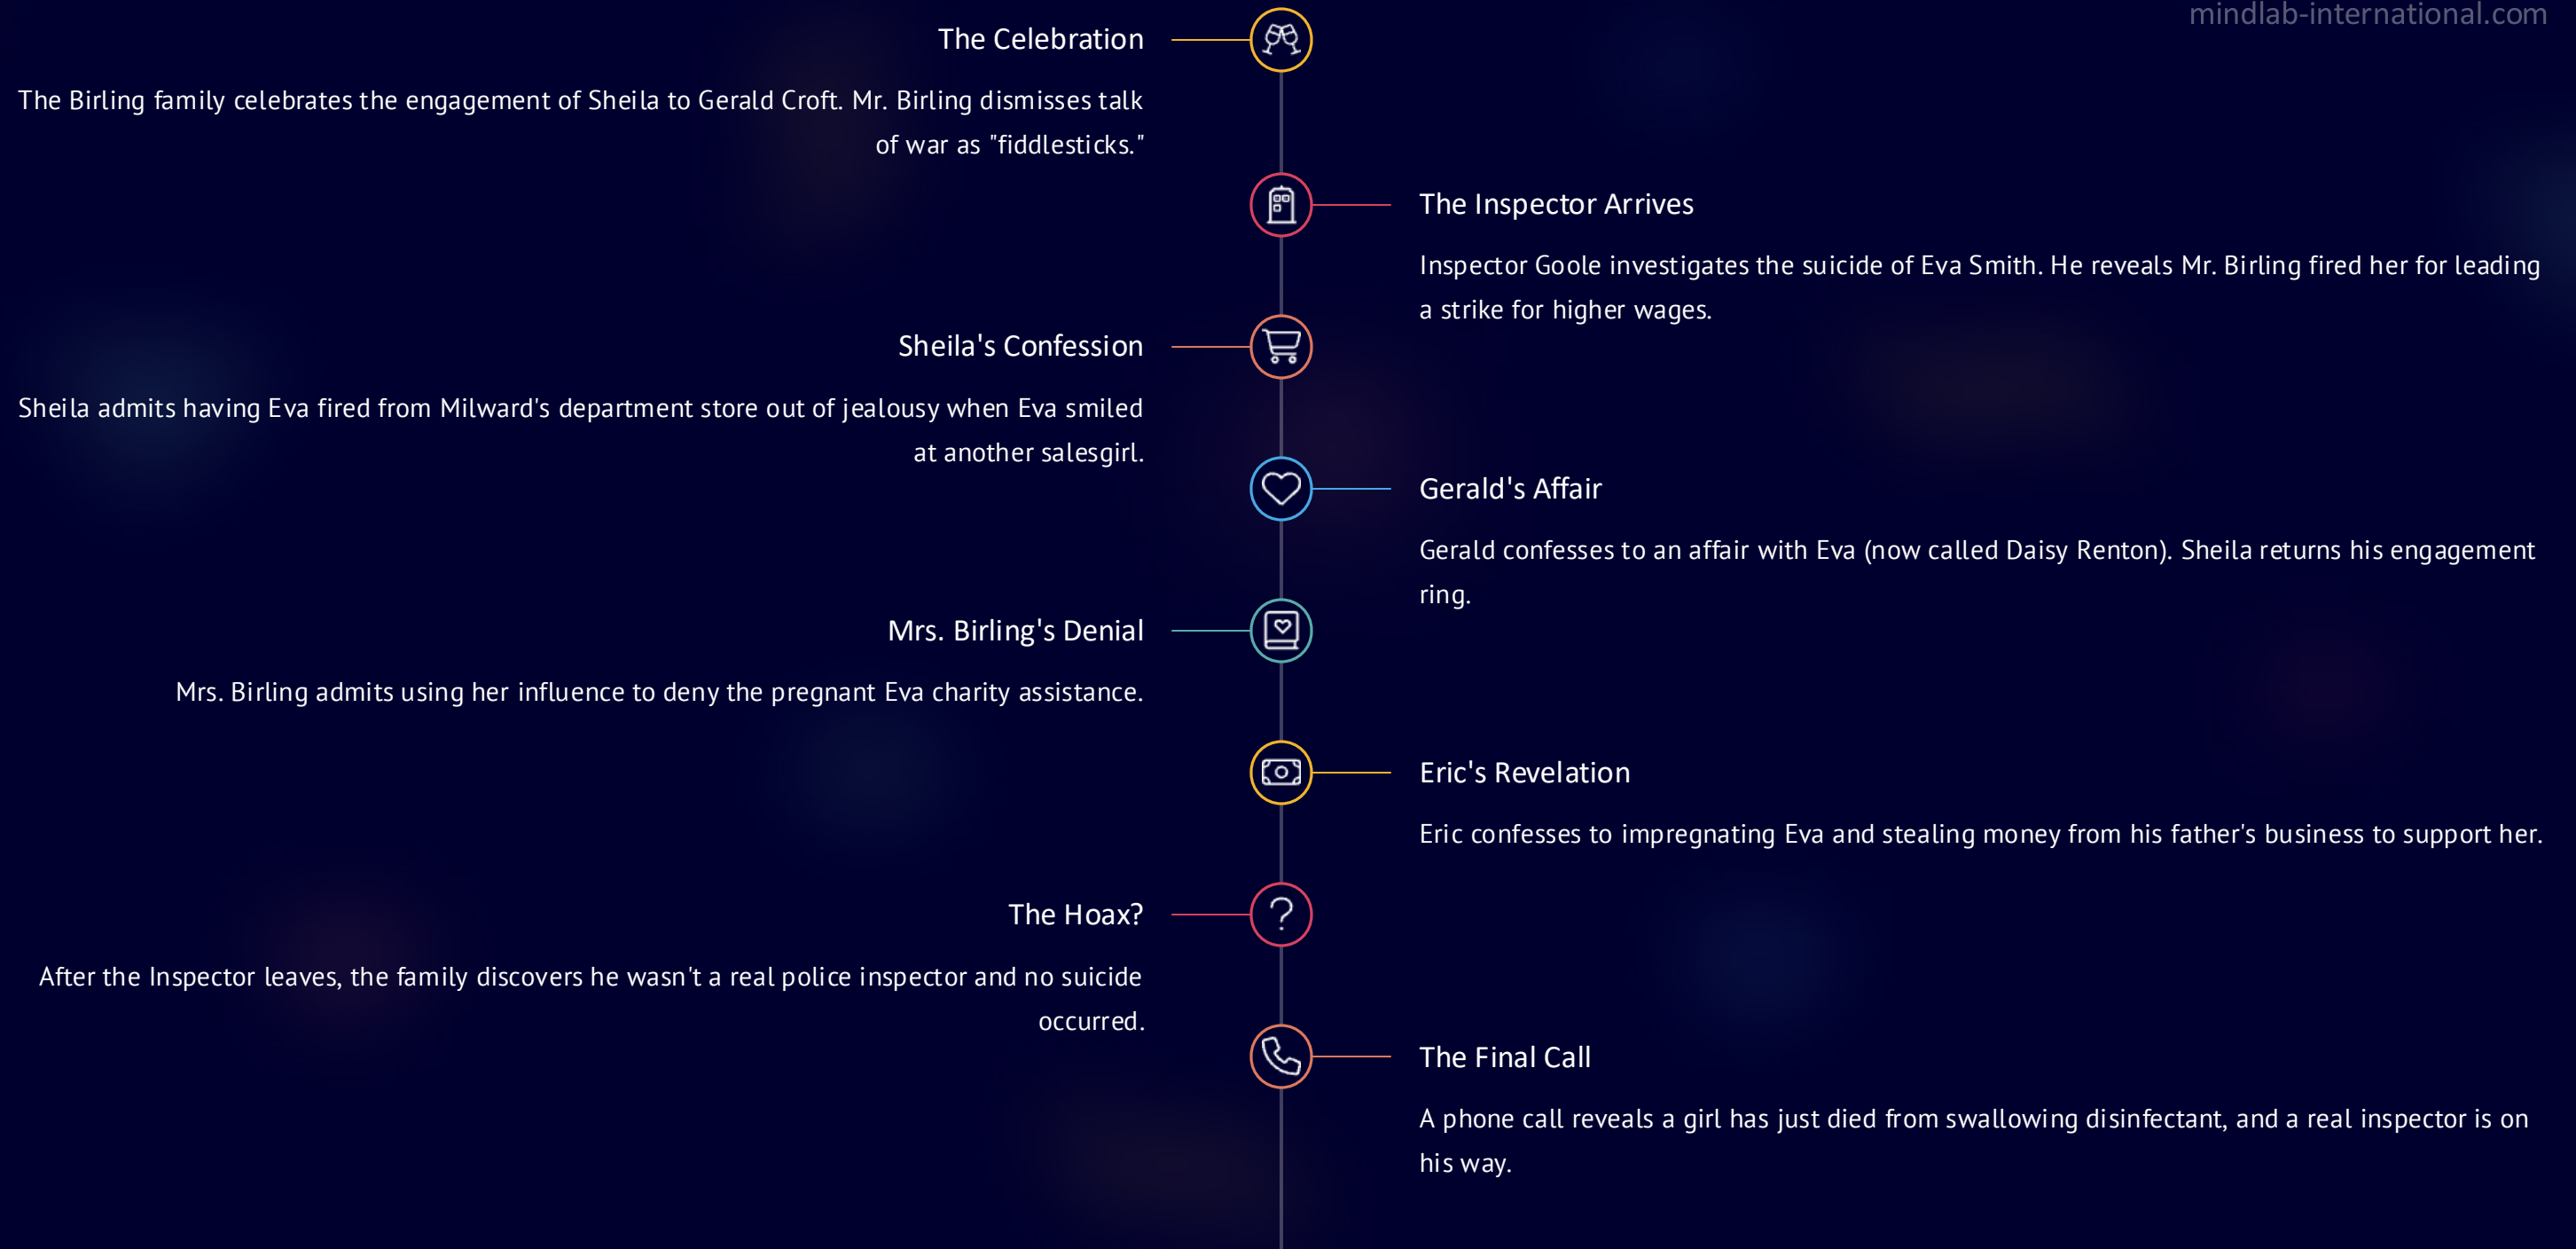 mindlab-international.com
The Celebration
The Birling family celebrates the engagement of Sheila to Gerald Croft. Mr. Birling dismisses talk
of war as "fiddlesticks."
The Inspector Arrives
Inspector Goole investigates the suicide of Eva Smith. He reveals Mr. Birling fired her for leading
a strike for higher wages.
Sheila's Confession
Sheila admits having Eva fired from Milward's department store out of jealousy when Eva smiled
at another salesgirl.
Gerald's Affair
Gerald confesses to an affair with Eva (now called Daisy Renton). Sheila returns his engagement
ring.
Mrs. Birling's Denial
Mrs. Birling admits using her influence to deny the pregnant Eva charity assistance.
Eric's Revelation
Eric confesses to impregnating Eva and stealing money from his father's business to support her.
The Hoax?
After the Inspector leaves, the family discovers he wasn't a real police inspector and no suicide
occurred.
The Final Call
A phone call reveals a girl has just died from swallowing disinfectant, and a real inspector is on
his way.